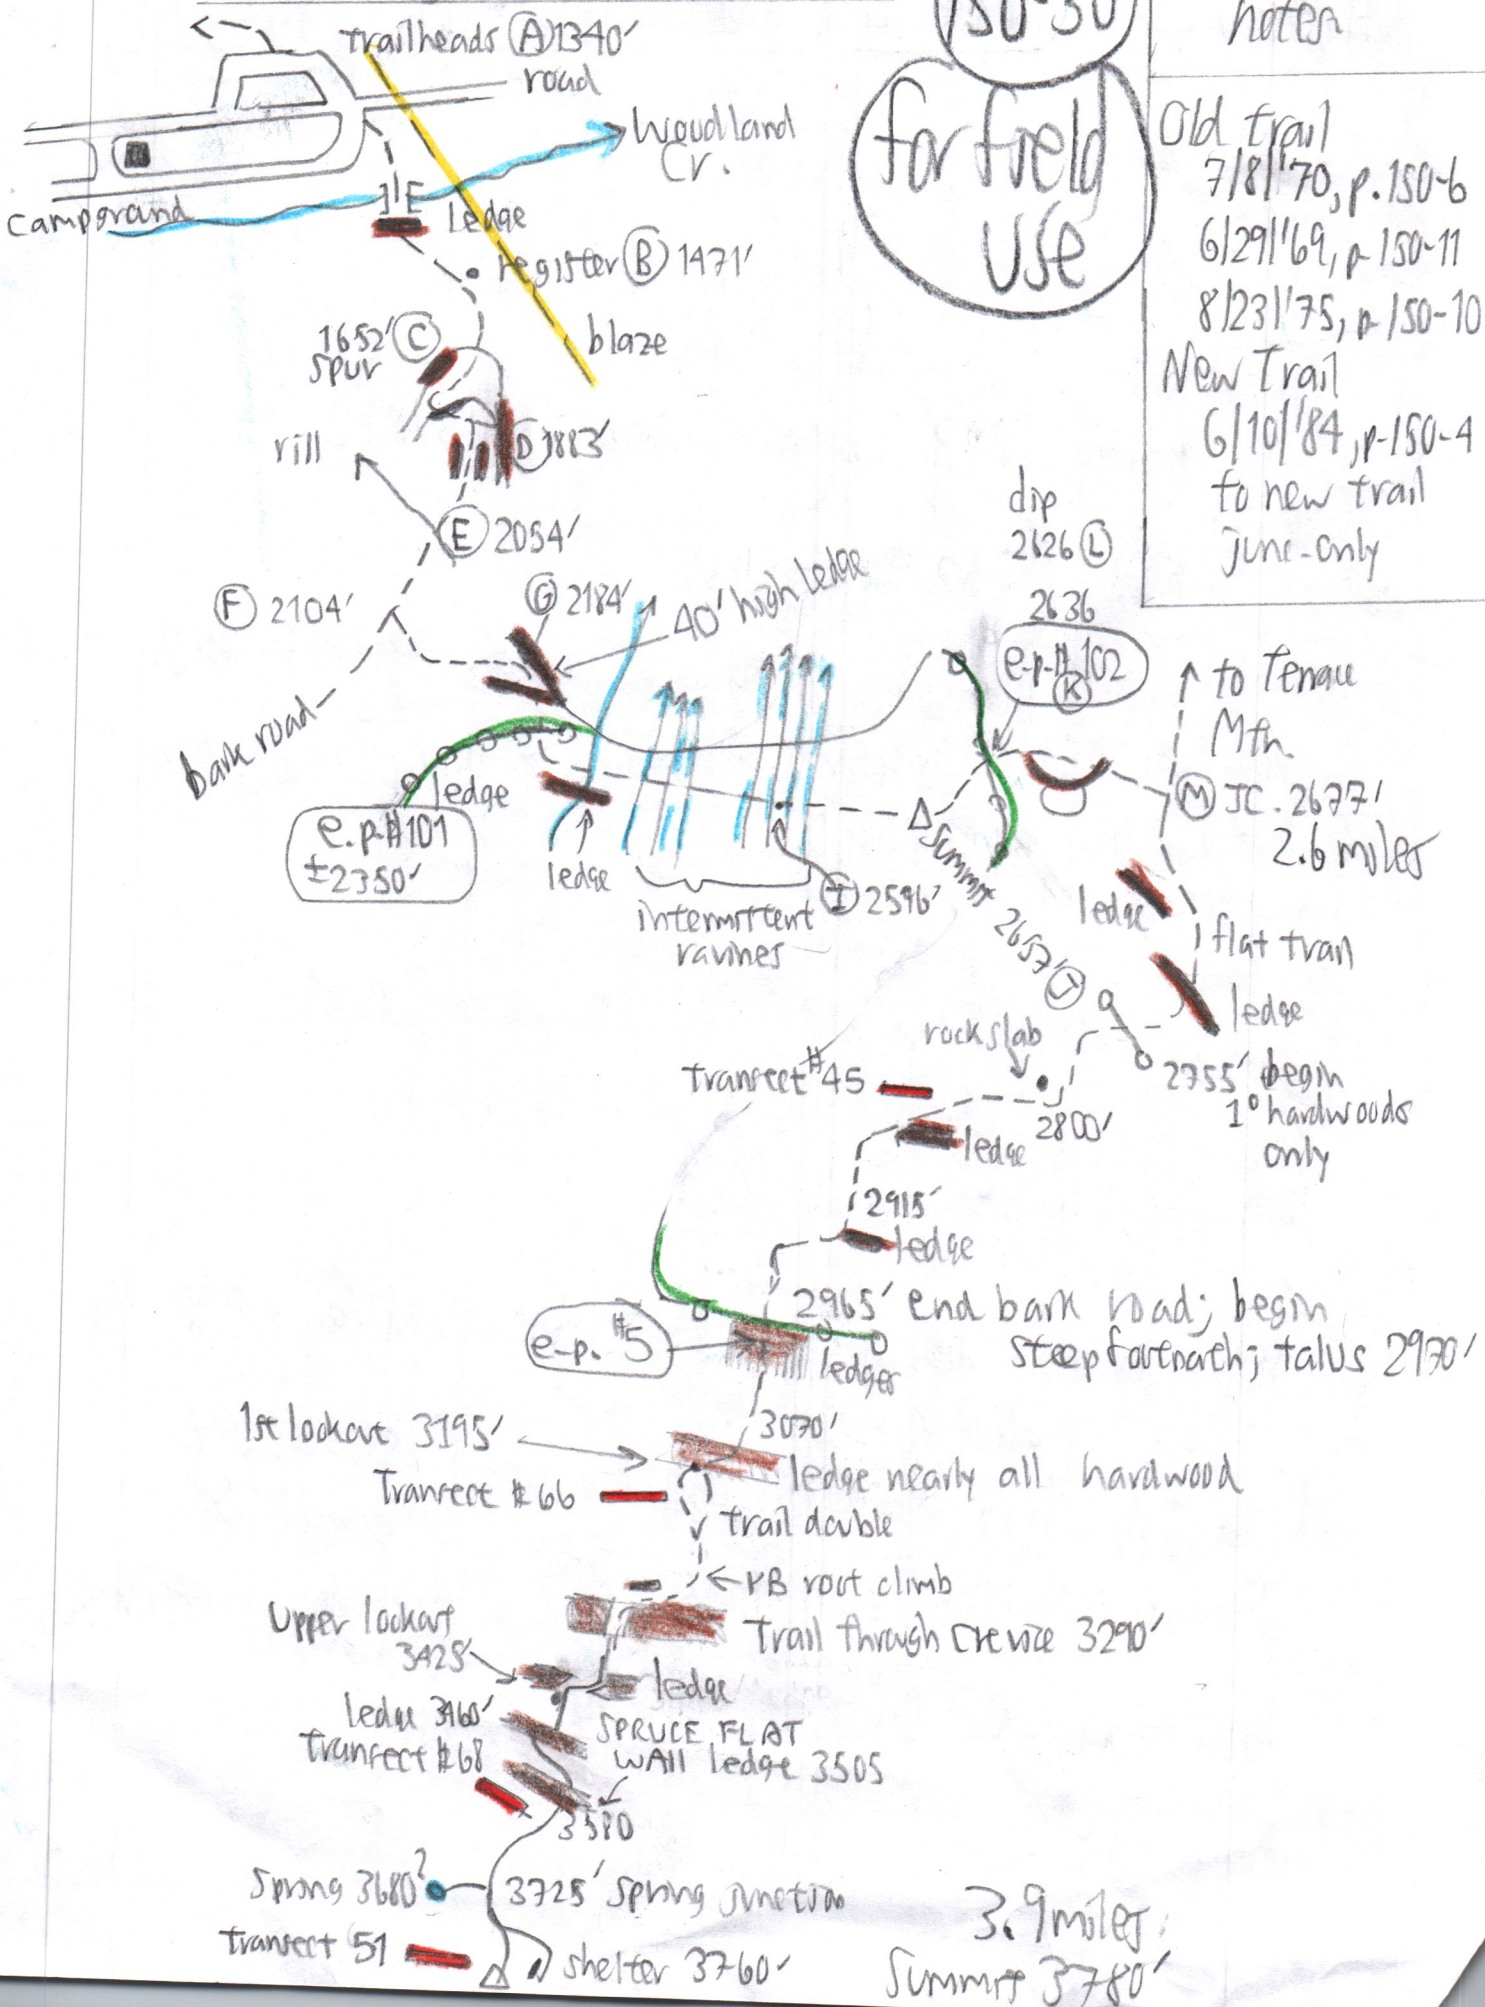 150-30
notes
for field
use
Old trail
7/8/'70, p. 150-6
6/29/'69, p-150-11
8/23/'75, p-150-10
New Trail
6/10/'84, p-150-4
to new trail
june-only
trailheads (A) 1340'
road
Woodland
Cr.
campground
ledge
register (B) 1471'
blaze
1652' (C)
spur
(D) 1883'
rill
(E) 2054'
(F) 2104'
(G) 2184'
40' high ledge
dip
2626 (L)
2636
e-p-# 102
(K)
to Terrace
Mtn.
(M) JC. 2677'
2.6 miles
bark road
ledge
e.p-#101
±2350'
ledge
intermittent
ravines
(I) 2596'
summit 2657' (J)
ledge
flat trail
ledge
rock slab
transect #45
2755' begin
1° hardwoods
only
2800'
ledge
2915'
ledge
2965' end bark road; begin
steep footpath; talus 2970'
e-p. #5
ledges
3070'
1st lookout 3195'
ledge nearly all hardwood
Transect # 66
trail double
YB root climb
Trail through crevice 3290'
Upper lookout
3425'
ledge
ledge 3460'
SPRUCE FLAT
Transect #68
WAll ledge 3505
3580
Spring 3680'?
3725' Spring junction
transect 51
shelter 3760'
3.9 miles
Summit 3780'